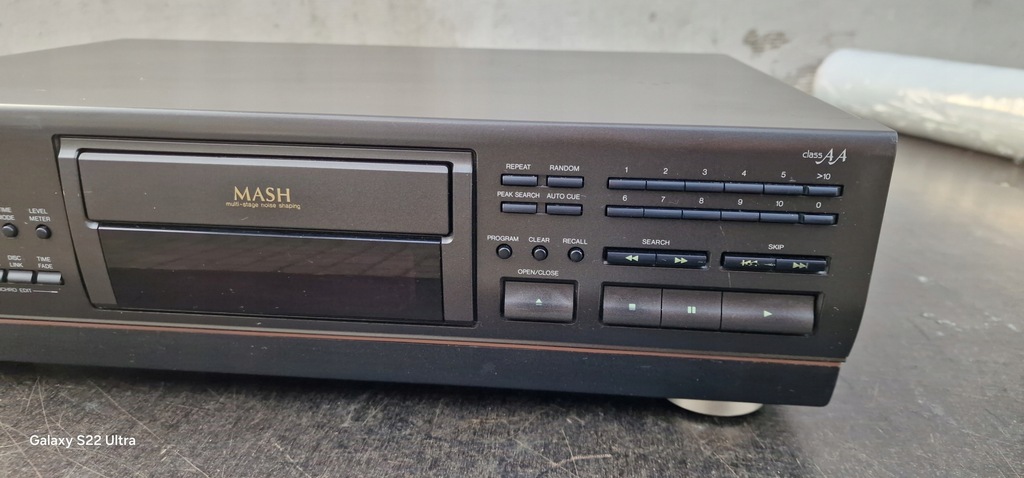 class AA
REPEAT RANDOM
1 2 3 4 5 >10
MASH
multi-stage noise shaping
PEAK SEARCH AUTO CUE
6 7 8 9 10 0
LEVEL
METER
PROGRAM CLEAR RECALL
SEARCH
SKIP
DISC
LINK
TIME
FADE
OPEN/CLOSE
EDIT
Galaxy S22 Ultra